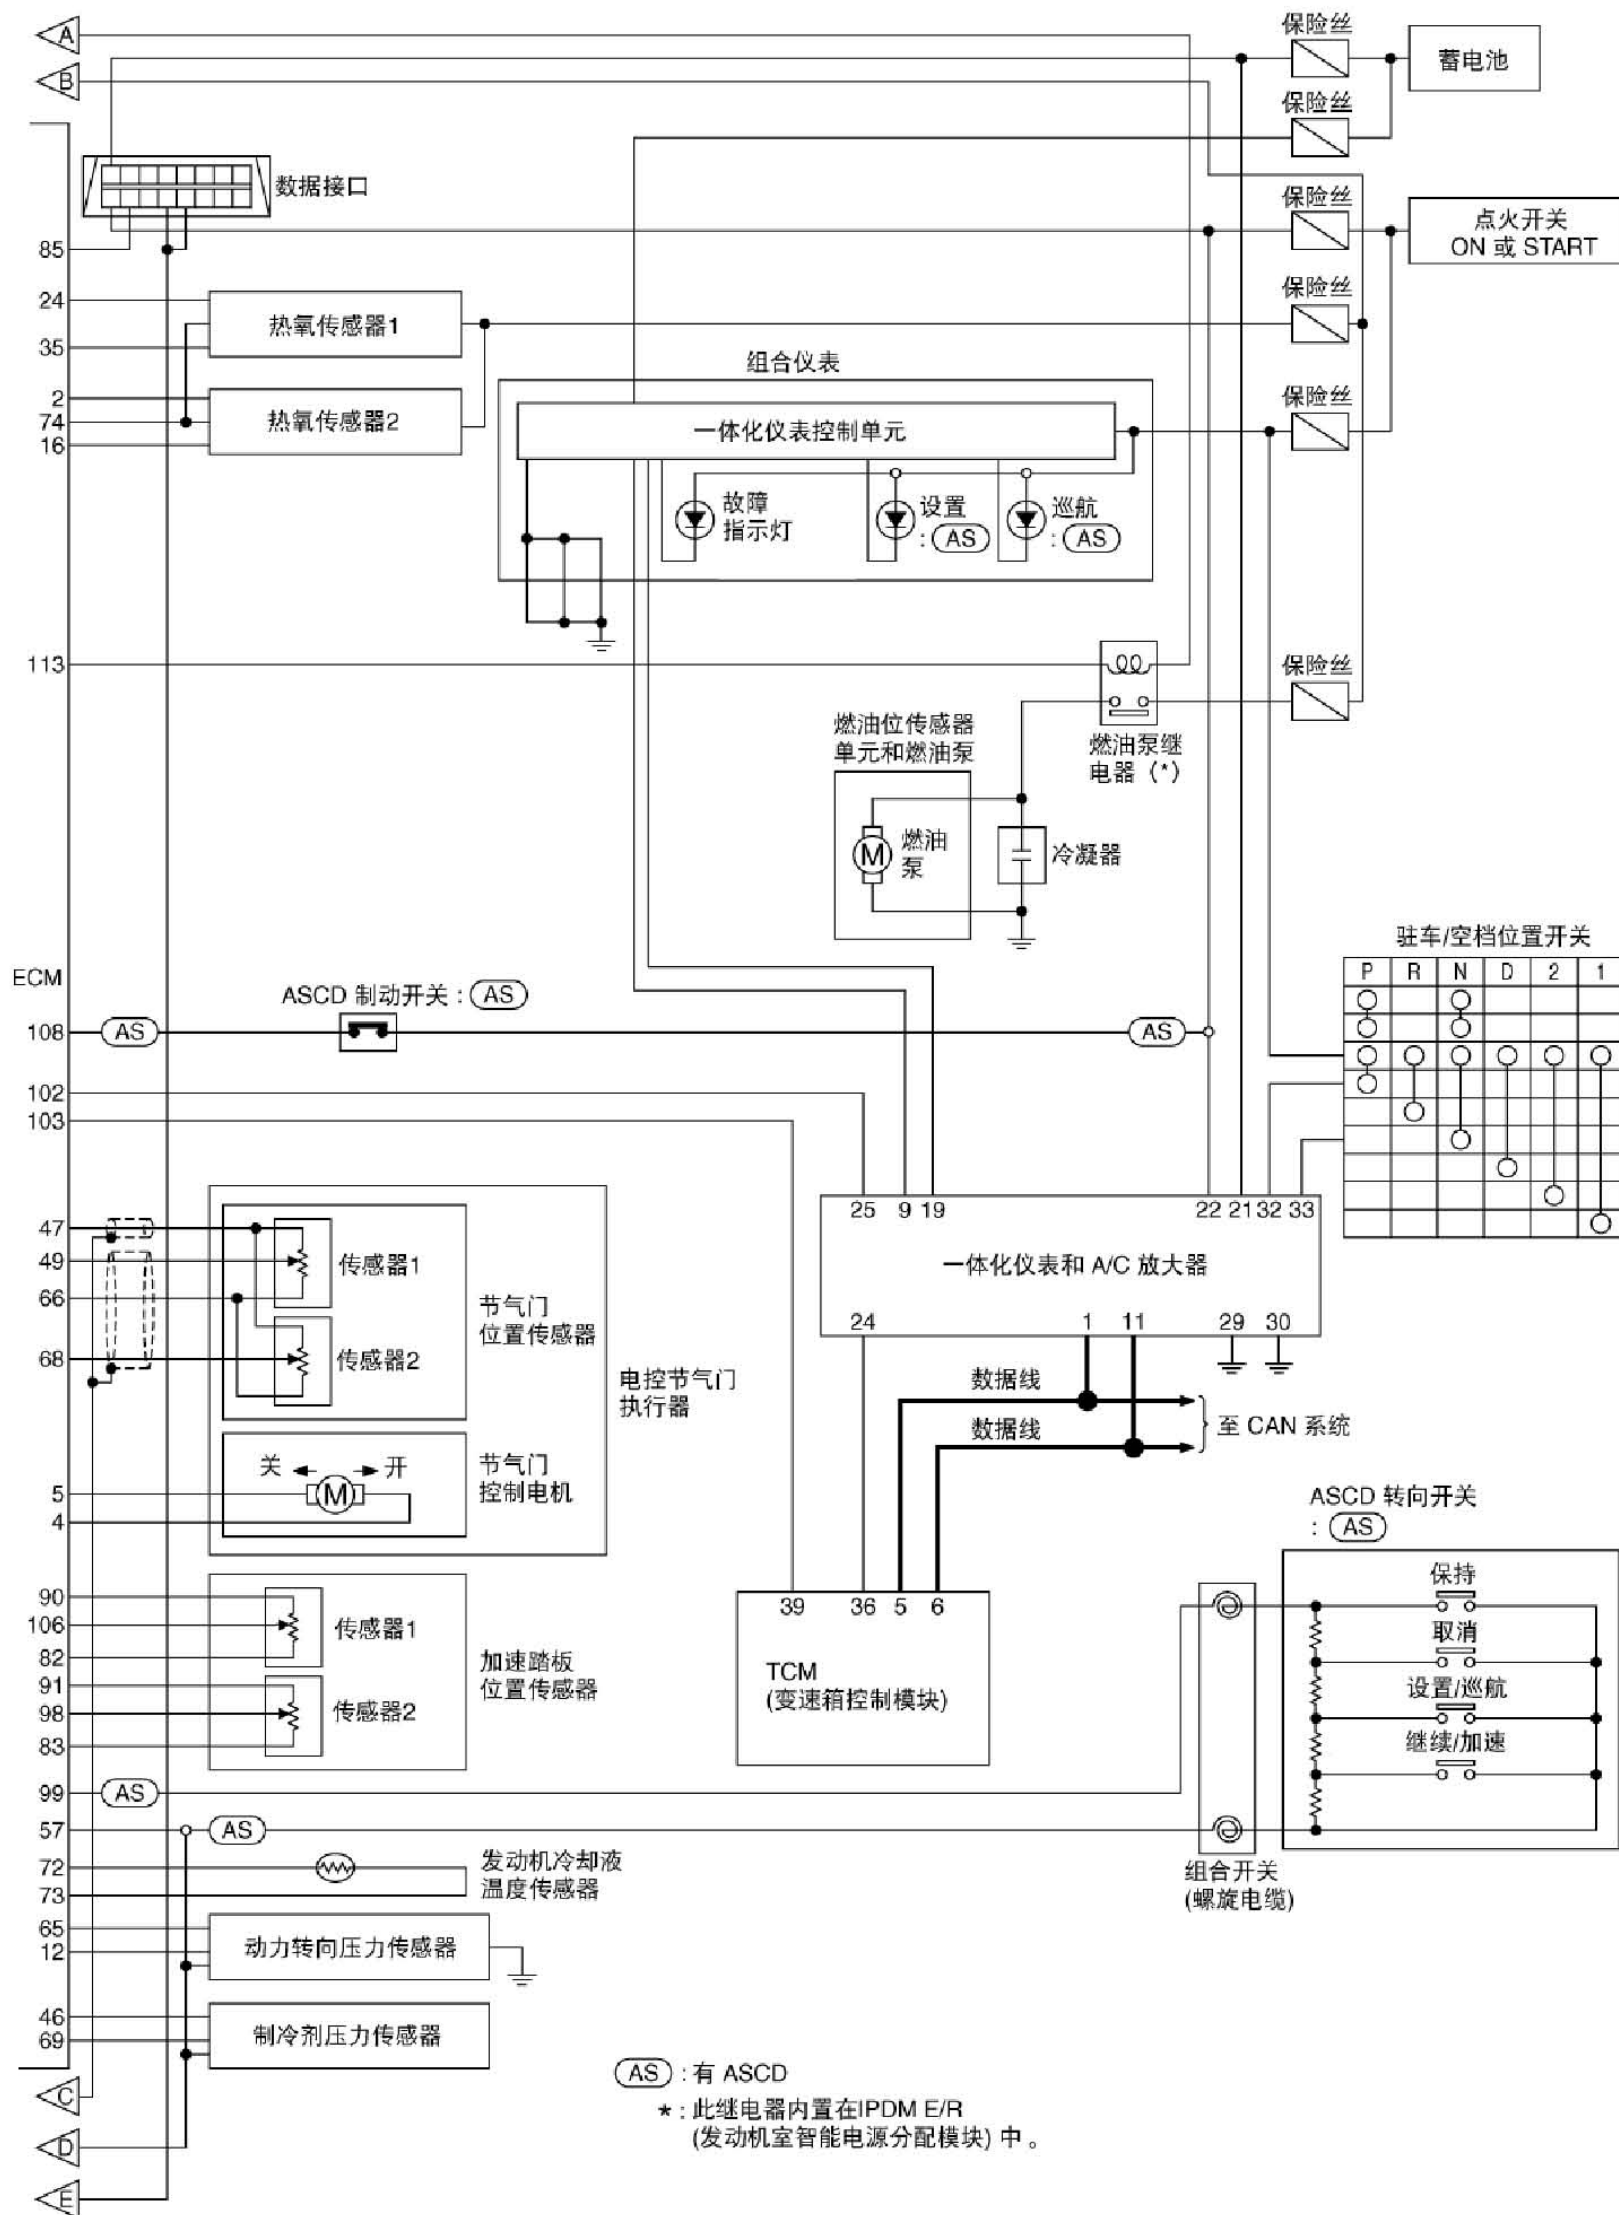 A
保险丝
蓄电池
B
保险丝
数据接口
保险丝
点火开关
ON 或 START
85
24
热氧传感器1
保险丝
35
组合仪表
2
74
热氧传感器2
16
一体化仪表控制单元
保险丝
故障
指示灯
设置
: AS
巡航
: AS
113
保险丝
燃油位传感器
单元和燃油泵
燃油泵继
电器 (*)
M
燃油
泵
冷凝器
驻车/空档位置开关
P R N D 2 1
ECM
ASCD 制动开关 : AS
108
AS
AS
102
103
25 9 19 22 21 32 33
一体化仪表和 A/C 放大器
24 1 11 29 30
47
49
传感器1
66
节气门
位置传感器
68
传感器2
电控节气门
执行器
数据线
数据线
至 CAN 系统
关
开
M
节气门
控制电机
5
4
ASCD 转向开关
: AS
90
106
传感器1
82
加速踏板
位置传感器
91
98
传感器2
83
39 36 5 6
TCM
(变速箱控制模块)
保持
取消
设置/巡航
继续/加速
99
AS
57
AS
组合开关
(螺旋电缆)
72
73
发动机冷却液
温度传感器
65
12
动力转向压力传感器
46
69
制冷剂压力传感器
C
D
E
AS : 有 ASCD
* : 此继电器内置在IPDM E/R
(发动机室智能电源分配模块) 中 。